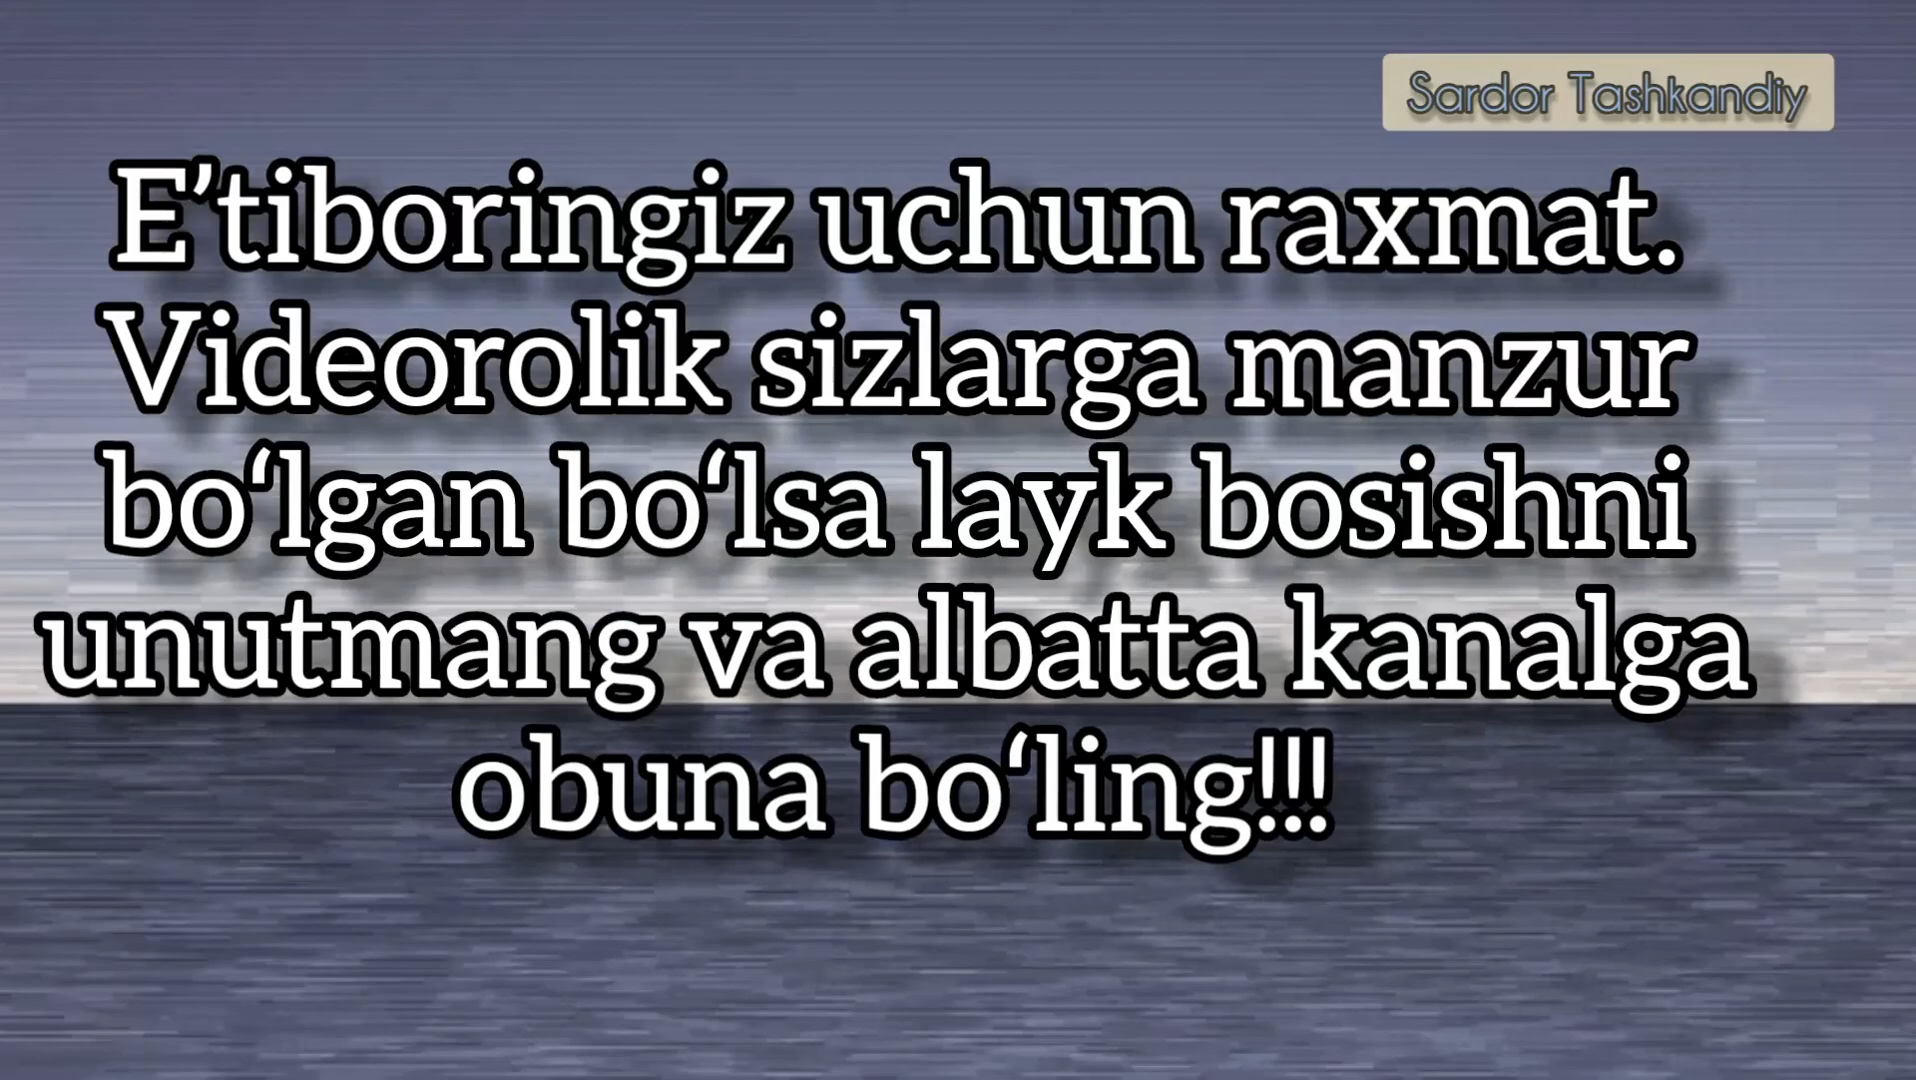 Sardor Tashkandiy
E’tiboringiz uchun raxmat.
Videorolik sizlarga manzur
bo‘lgan bo‘lsa layk bosishni
unutmang va albatta kanalga
obuna bo‘ling!!!